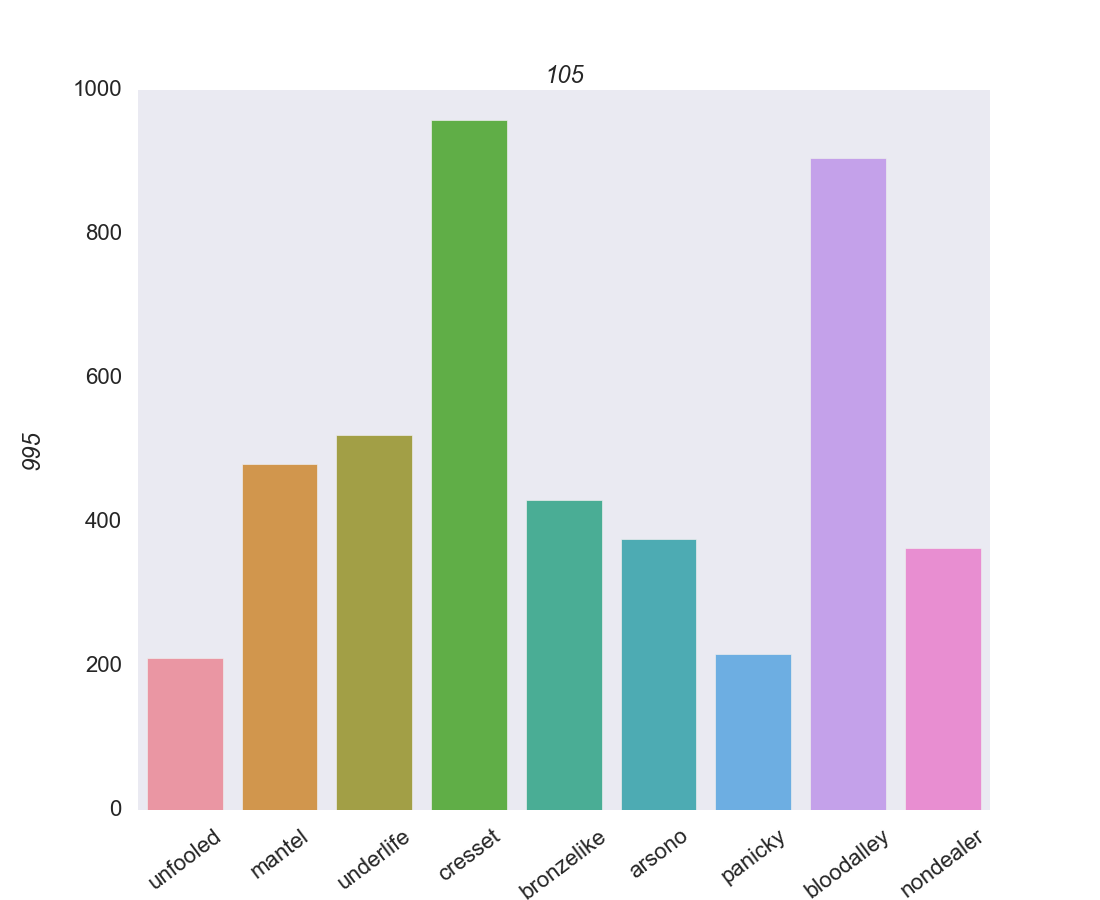 105
1000
800
600
400
200
0
995
unfooled
mantel
underlife
cresset
bronzelike
arsono
panicky
bloodalley
nondealer